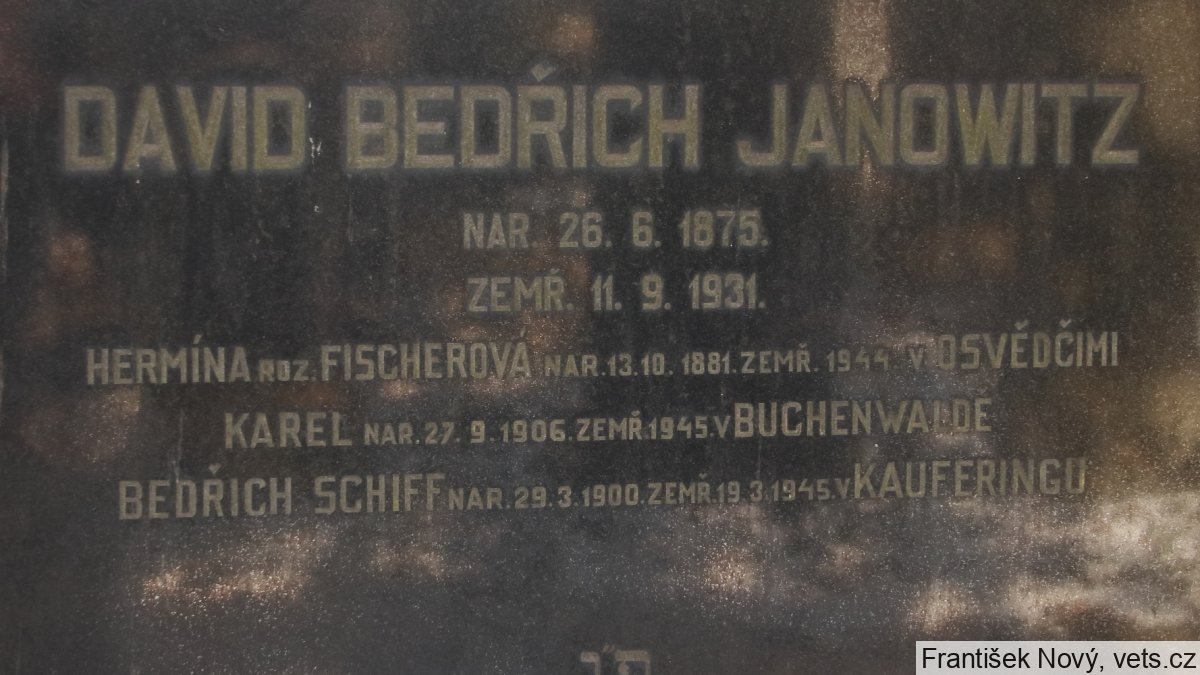 DAVID BEDŘICH JANOWITZ
NAR. 26. 6. 1875.
ZEMŘ. 11. 9. 1931.
HERMÍNA ROZ. FISCHEROVÁ NAR. 13. 10. 1881. ZEMŘ. 1944. V OSVĚDČIMI
KAREL NAR. 27. 9. 1906. ZEMŘ. 1945. V BUCHENWALDĚ
BEDŘICH SCHIFF NAR. 29. 3. 1900. ZEMŘ. 19. 3. 1945. V KAUFERINGU
František Nový, vets.cz